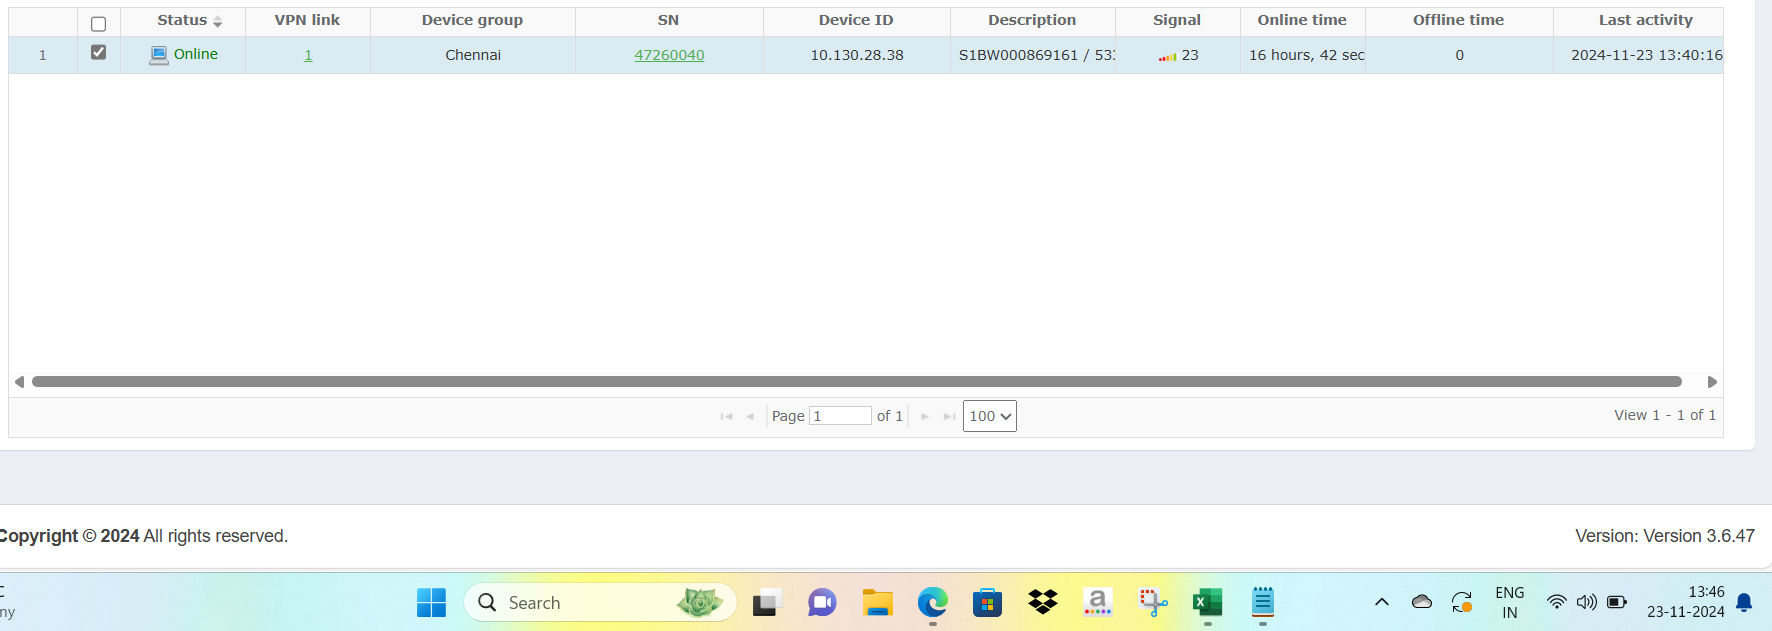 Status VPN link Device group SN Device ID Description Signal Online time Offline time Last activity
1 Online 1 Chennai 47260040 10.130.28.38 S1BW000869161 / 53 23 16 hours, 42 sec 0 2024-11-23 13:40:16
Page 1 of 1 100 View 1 - 1 of 1
Copyright © 2024 All rights reserved. Version: Version 3.6.47
Search
ENG
IN
13:46
23-11-2024